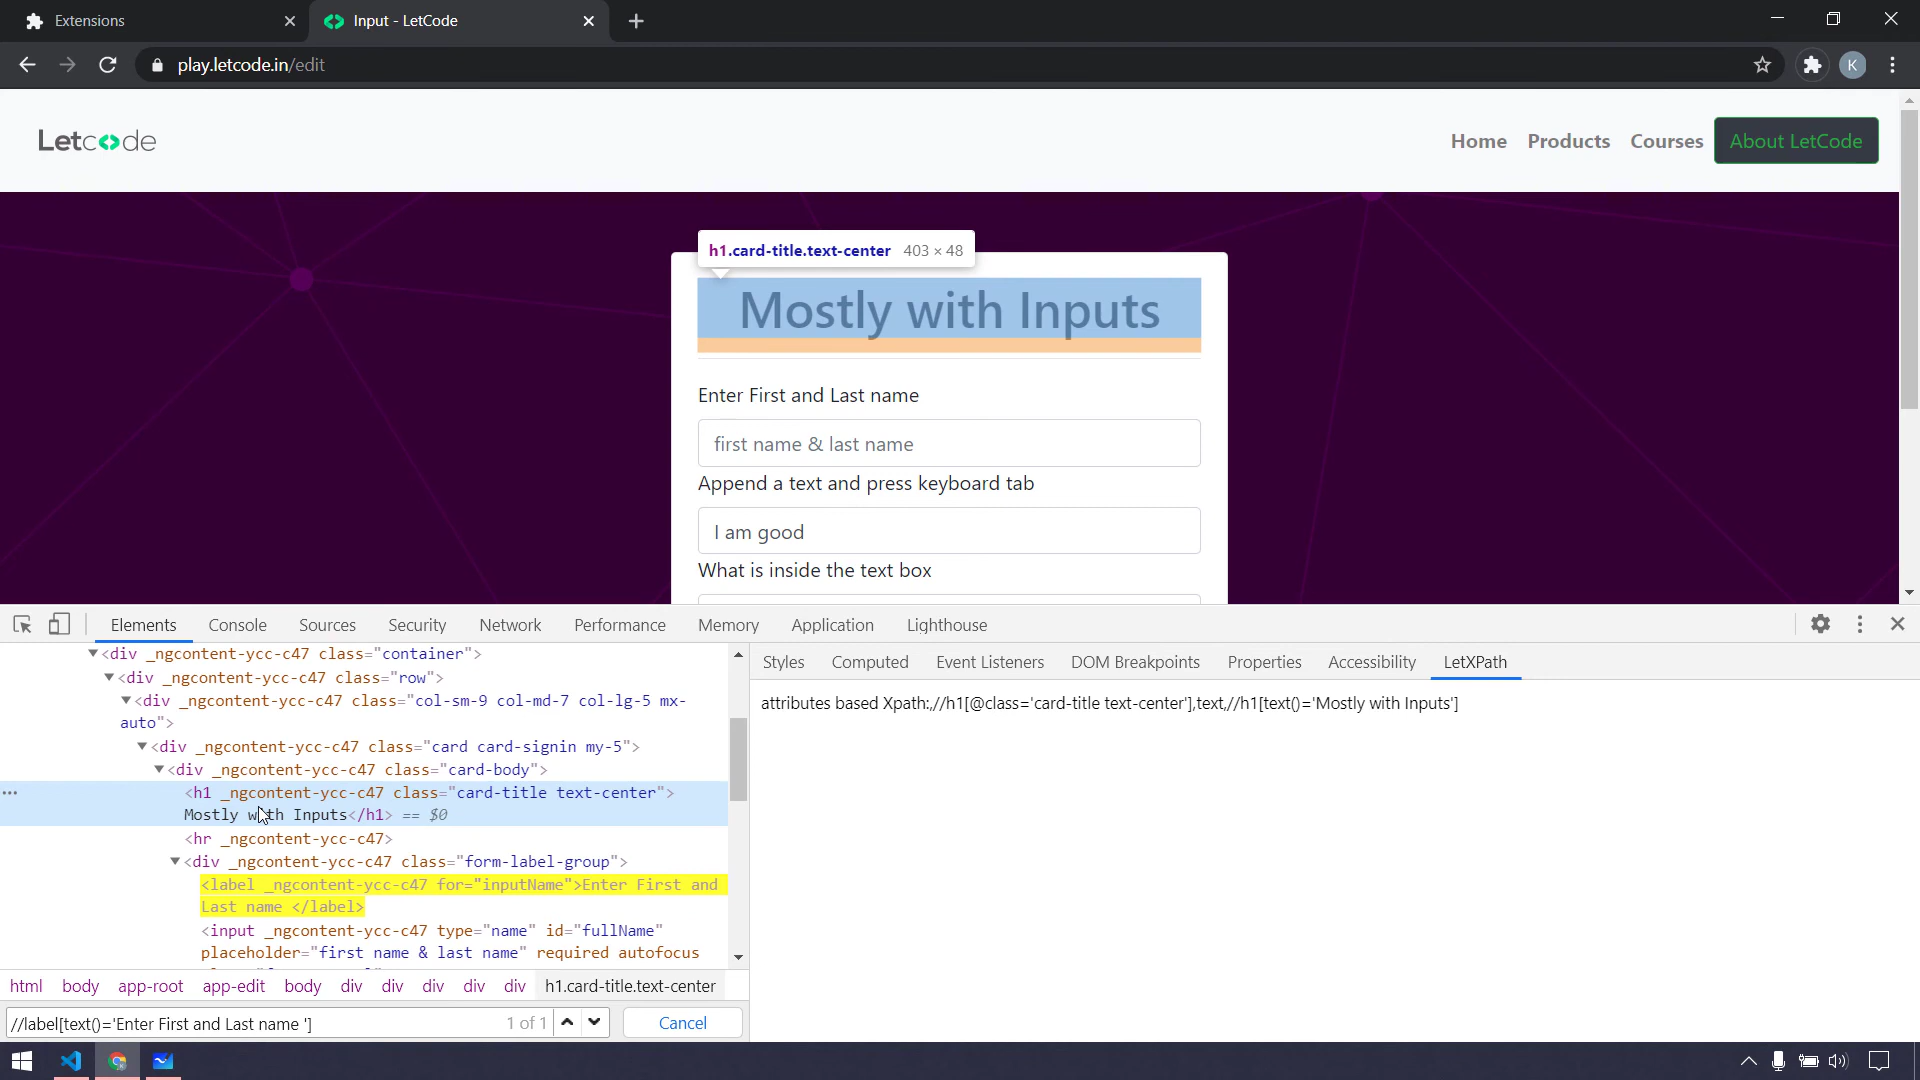 Extensions
Input - LetCode
play.letcode.in/edit
K
Letcode
Home
Products
Courses
About LetCode
h1.card-title.text-center 403 × 48
Mostly with Inputs
Enter First and Last name
first name & last name
Append a text and press keyboard tab
I am good
What is inside the text box
Elements
Console
Sources
Security
Network
Performance
Memory
Application
Lighthouse
<div _ngcontent-ycc-c47 class="container">
<div _ngcontent-ycc-c47 class="row">
<div _ngcontent-ycc-c47 class="col-sm-9 col-md-7 col-lg-5 mx-
auto">
<div _ngcontent-ycc-c47 class="card card-signin my-5">
<div _ngcontent-ycc-c47 class="card-body">
<h1 _ngcontent-ycc-c47 class="card-title text-center">
Mostly with Inputs</h1> == $0
<hr _ngcontent-ycc-c47>
<div _ngcontent-ycc-c47 class="form-label-group">
<label _ngcontent-ycc-c47 for="inputName">Enter First and
Last name </label>
<input _ngcontent-ycc-c47 type="name" id="fullName"
placeholder="first name & last name" required autofocus
html
body
app-root
app-edit
body
div
div
div
div
div
h1.card-title.text-center
//label[text()='Enter First and Last name ']
1 of 1
Cancel
Styles
Computed
Event Listeners
DOM Breakpoints
Properties
Accessibility
LetXPath
attributes based Xpath:,//h1[@class='card-title text-center'],text,//h1[text()='Mostly with Inputs']